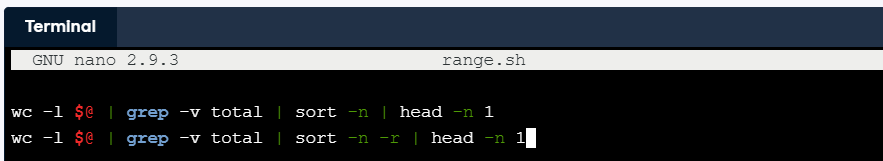 Terminal
GNU nano 2.9.3 range.sh
wc -l $@ | grep -v total | sort -n | head -n 1
wc -l $@ | grep -v total | sort -n -r | head -n 1